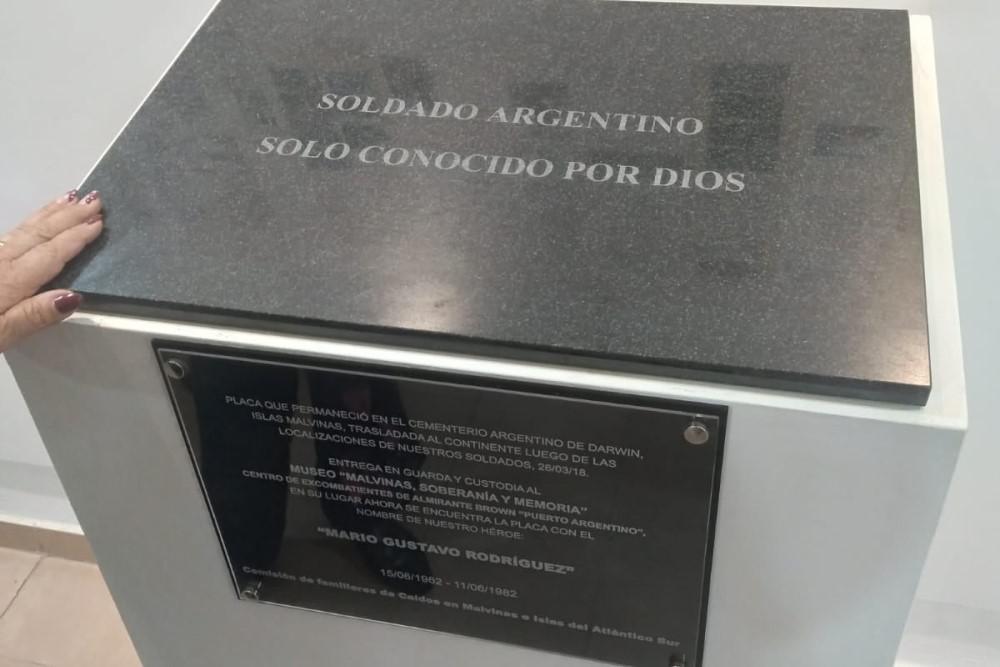 SOLDADO ARGENTINO
SOLO CONOCIDO POR DIOS
PLACA QUE PERMANECIÓ EN EL CEMENTERIO ARGENTINO DE DARWIN,
ISLAS MALVINAS, TRASLADADA AL CONTINENTE LUEGO DE LAS
LOCALIZACIONES DE NUESTROS SOLDADOS, 26/03/18.
ENTREGA EN GUARDA Y CUSTODIA AL
MUSEO "MALVINAS, SOBERANÍA Y MEMORIA"
CENTRO DE EXCOMBATIENTES DE ALMIRANTE BROWN "PUERTO ARGENTINO".
EN SU LUGAR AHORA SE ENCUENTRA LA PLACA CON EL
NOMBRE DE NUESTRO HÉROE:
"MARIO GUSTAVO RODRÍGUEZ"
15/06/1962 - 11/06/1982
Comisión de familiares de Caídos en Malvinas e Islas del Atlántico Sur